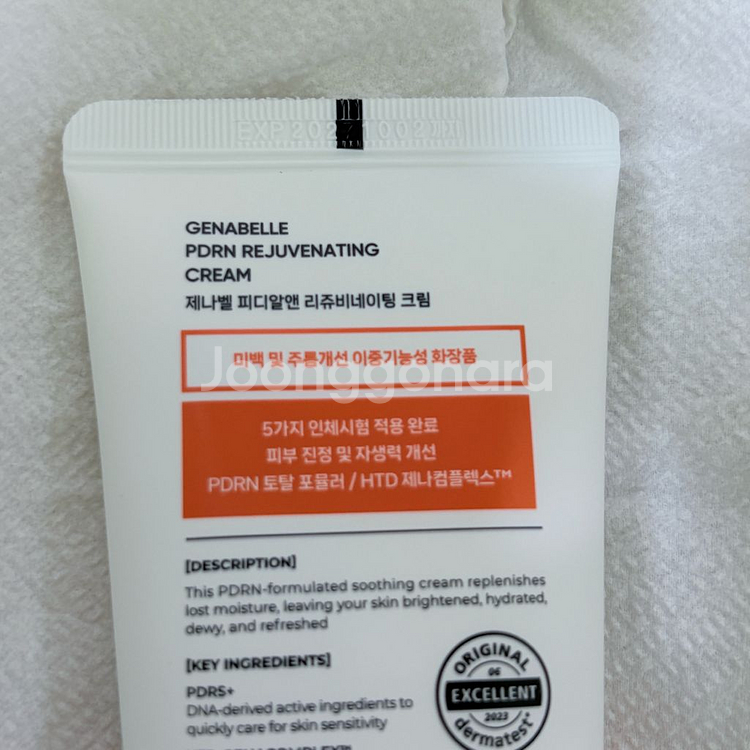 GENABELLE
PDRN REJUVENATING
CREAM
제나벨 피디알앤 리쥬비네이팅 크림
미백 및 주름개선 이중기능성 화장품
Joonggonara
5가지 인체시험 적용 완료
피부 진정 및 자생력 개선
PDRN 토탈 포뮬러 / HTD 제나컴플렉스™
[DESCRIPTION]
This PDRN-formulated soothing cream replenishes
lost moisture, leaving your skin brightened, hydrated,
dewy, and refreshed
[KEY INGREDIENTS]
PDRS+
DNA-derived active ingredients to
quickly care for skin sensitivity
ORIGINAL
06
EXCELLENT
2023
dermatest